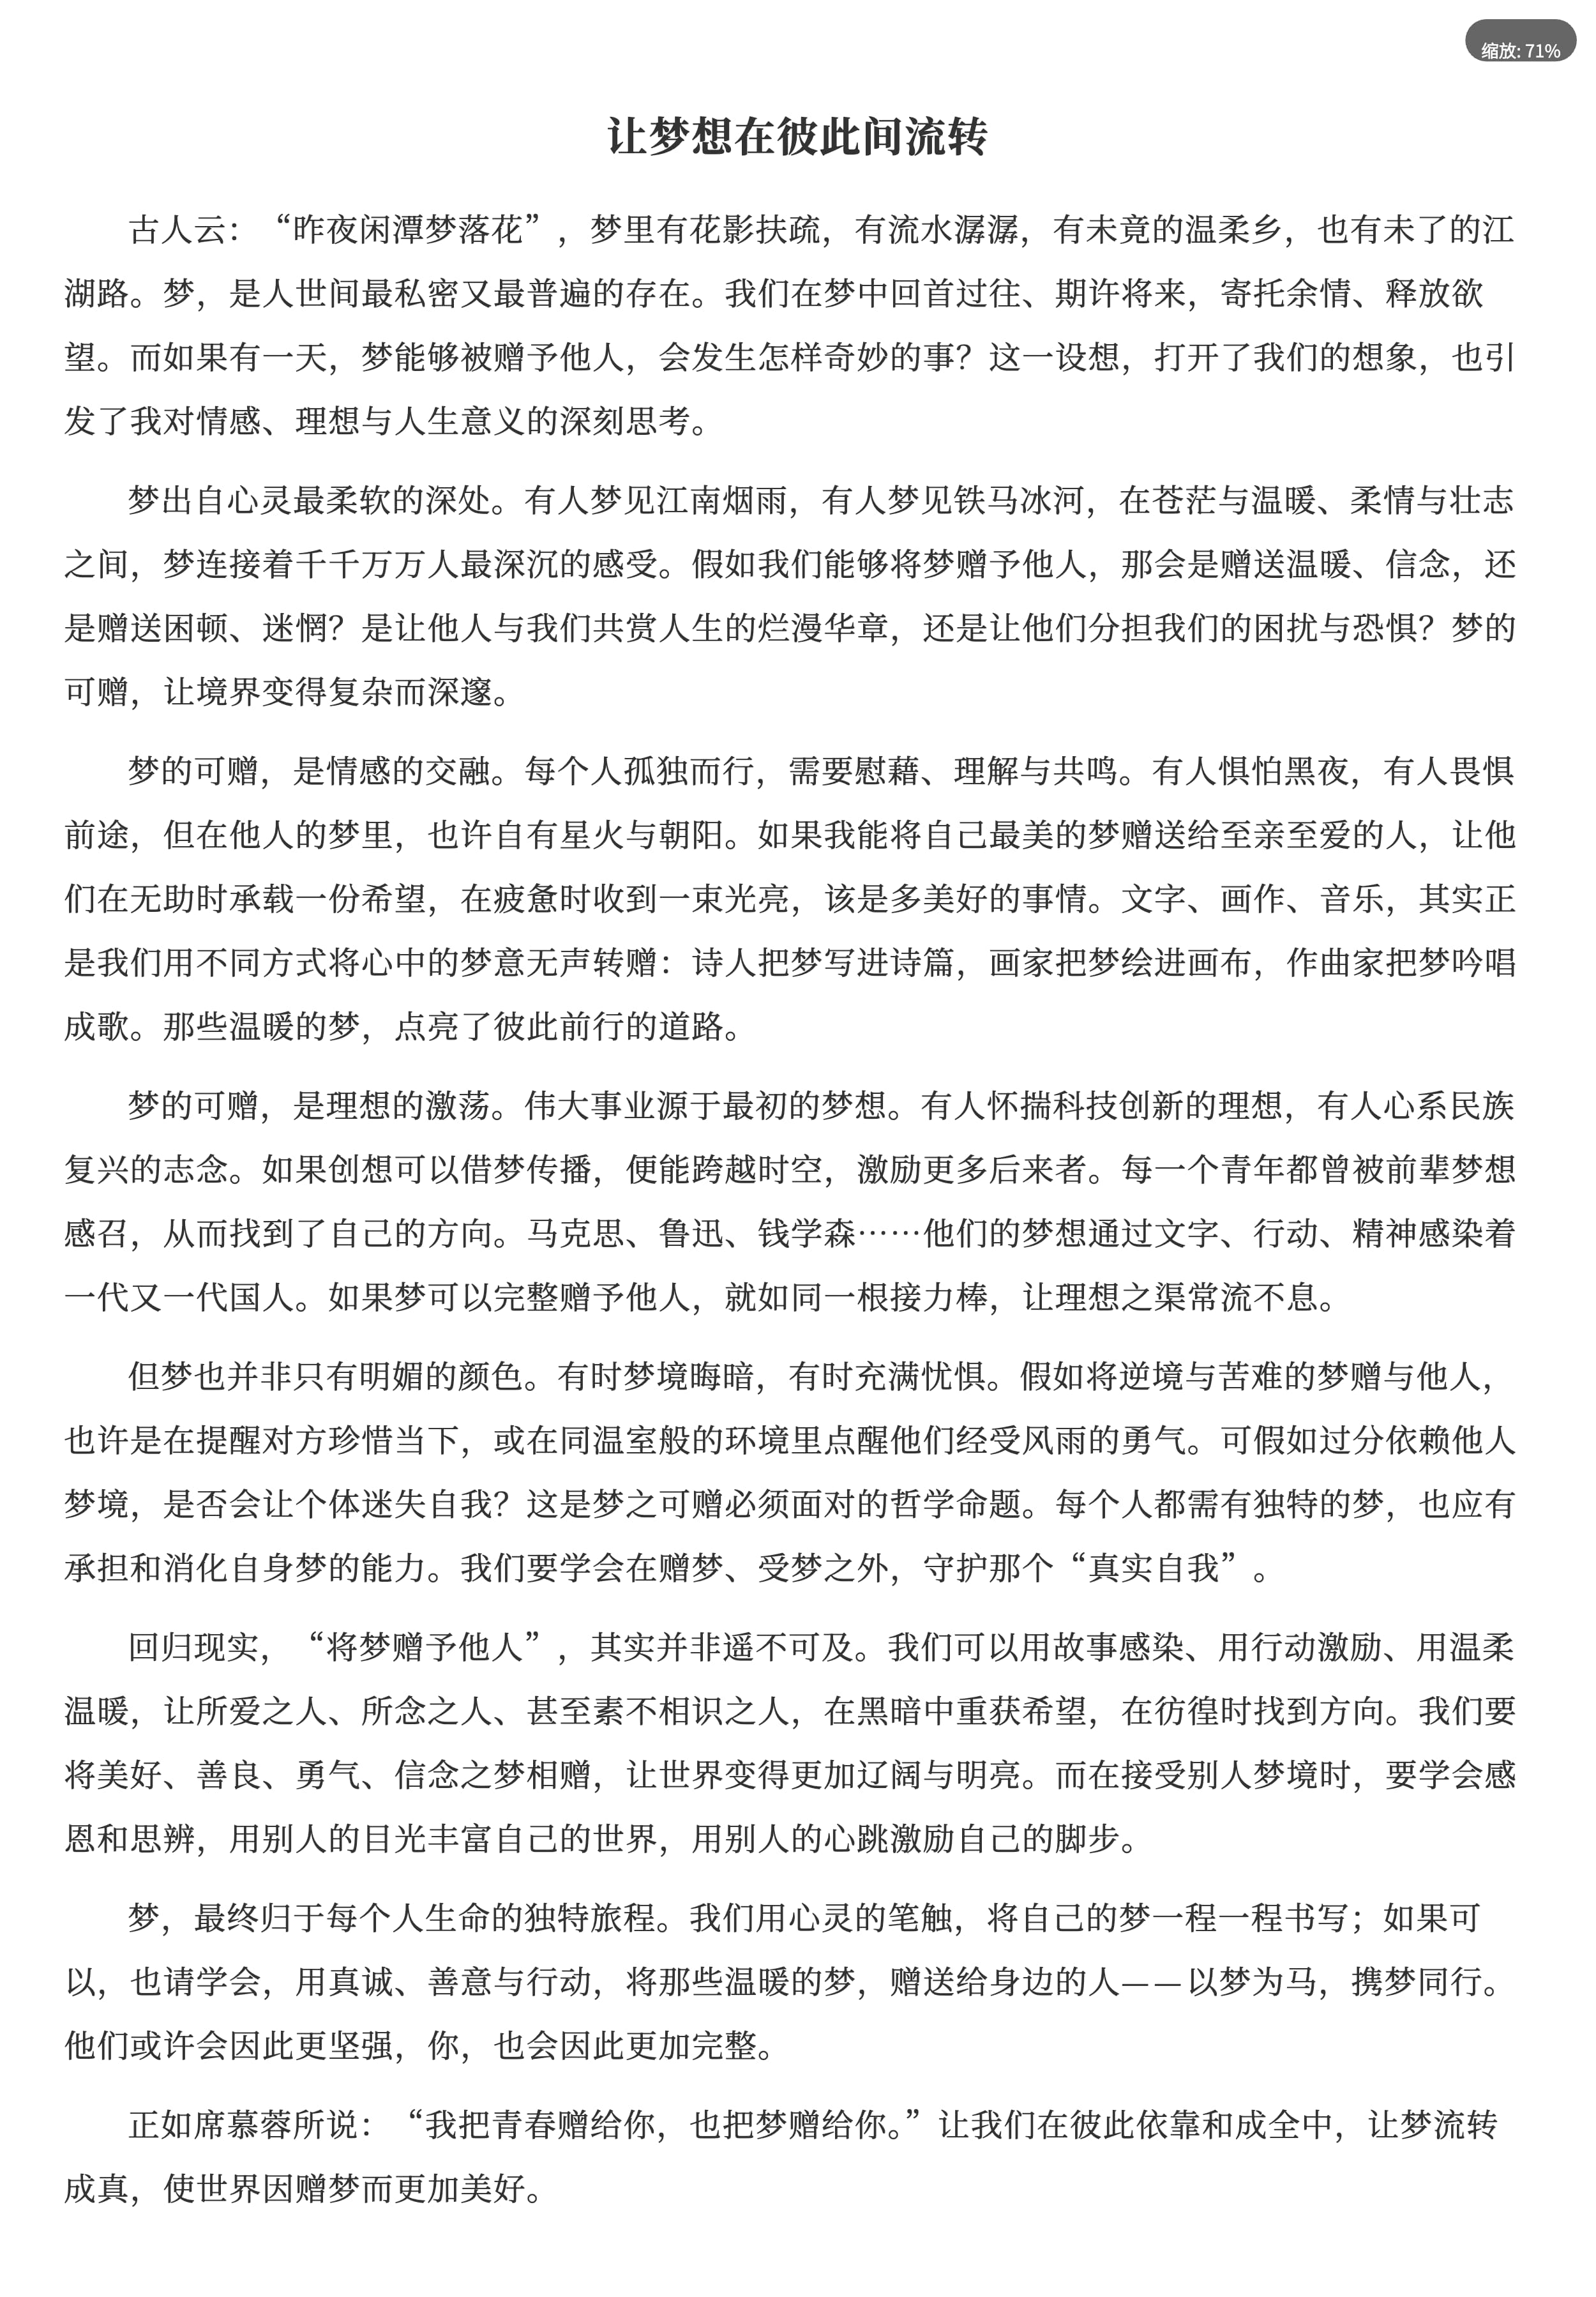 缩放: 71%
让梦想在彼此间流转
古人云：“昨夜闲潭梦落花”，梦里有花影扶疏，有流水潺潺，有未竟的温柔乡，也有未了的江
湖路。梦，是人世间最私密又最普遍的存在。我们在梦中回首过往、期许将来，寄托余情、释放欲
望。而如果有一天，梦能够被赠予他人，会发生怎样奇妙的事？这一设想，打开了我们的想象，也引
发了我对情感、理想与人生意义的深刻思考。
梦出自心灵最柔软的深处。有人梦见江南烟雨，有人梦见铁马冰河，在苍茫与温暖、柔情与壮志
之间，梦连接着千千万万人最深沉的感受。假如我们能够将梦赠予他人，那会是赠送温暖、信念，还
是赠送困顿、迷惘？是让他人与我们共赏人生的烂漫华章，还是让他们分担我们的困扰与恐惧？梦的
可赠，让境界变得复杂而深邃。
梦的可赠，是情感的交融。每个人孤独而行，需要慰藉、理解与共鸣。有人惧怕黑夜，有人畏惧
前途，但在他人的梦里，也许自有星火与朝阳。如果我能将自己最美的梦赠送给至亲至爱的人，让他
们在无助时承载一份希望，在疲惫时收到一束光亮，该是多美好的事情。文字、画作、音乐，其实正
是我们用不同方式将心中的梦意无声转赠：诗人把梦写进诗篇，画家把梦绘进画布，作曲家把梦吟唱
成歌。那些温暖的梦，点亮了彼此前行的道路。
梦的可赠，是理想的激荡。伟大事业源于最初的梦想。有人怀揣科技创新的理想，有人心系民族
复兴的志念。如果创想可以借梦传播，便能跨越时空，激励更多后来者。每一个青年都曾被前辈梦想
感召，从而找到了自己的方向。马克思、鲁迅、钱学森……他们的梦想通过文字、行动、精神感染着
一代又一代国人。如果梦可以完整赠予他人，就如同一根接力棒，让理想之渠常流不息。
但梦也并非只有明媚的颜色。有时梦境晦暗，有时充满忧惧。假如将逆境与苦难的梦赠与他人，
也许是在提醒对方珍惜当下，或在同温室般的环境里点醒他们经受风雨的勇气。可假如过分依赖他人
梦境，是否会让个体迷失自我？这是梦之可赠必须面对的哲学命题。每个人都需有独特的梦，也应有
承担和消化自身梦的能力。我们要学会在赠梦、受梦之外，守护那个“真实自我”。
回归现实，“将梦赠予他人”，其实并非遥不可及。我们可以用故事感染、用行动激励、用温柔
温暖，让所爱之人、所念之人、甚至素不相识之人，在黑暗中重获希望，在彷徨时找到方向。我们要
将美好、善良、勇气、信念之梦相赠，让世界变得更加辽阔与明亮。而在接受别人梦境时，要学会感
恩和思辨，用别人的目光丰富自己的世界，用别人的心跳激励自己的脚步。
梦，最终归于每个人生命的独特旅程。我们用心灵的笔触，将自己的梦一程一程书写；如果可
以，也请学会，用真诚、善意与行动，将那些温暖的梦，赠送给身边的人——以梦为马，携梦同行。
他们或许会因此更坚强，你，也会因此更加完整。
正如席慕蓉所说：“我把青春赠给你，也把梦赠给你。”让我们在彼此依靠和成全中，让梦流转
成真，使世界因赠梦而更加美好。